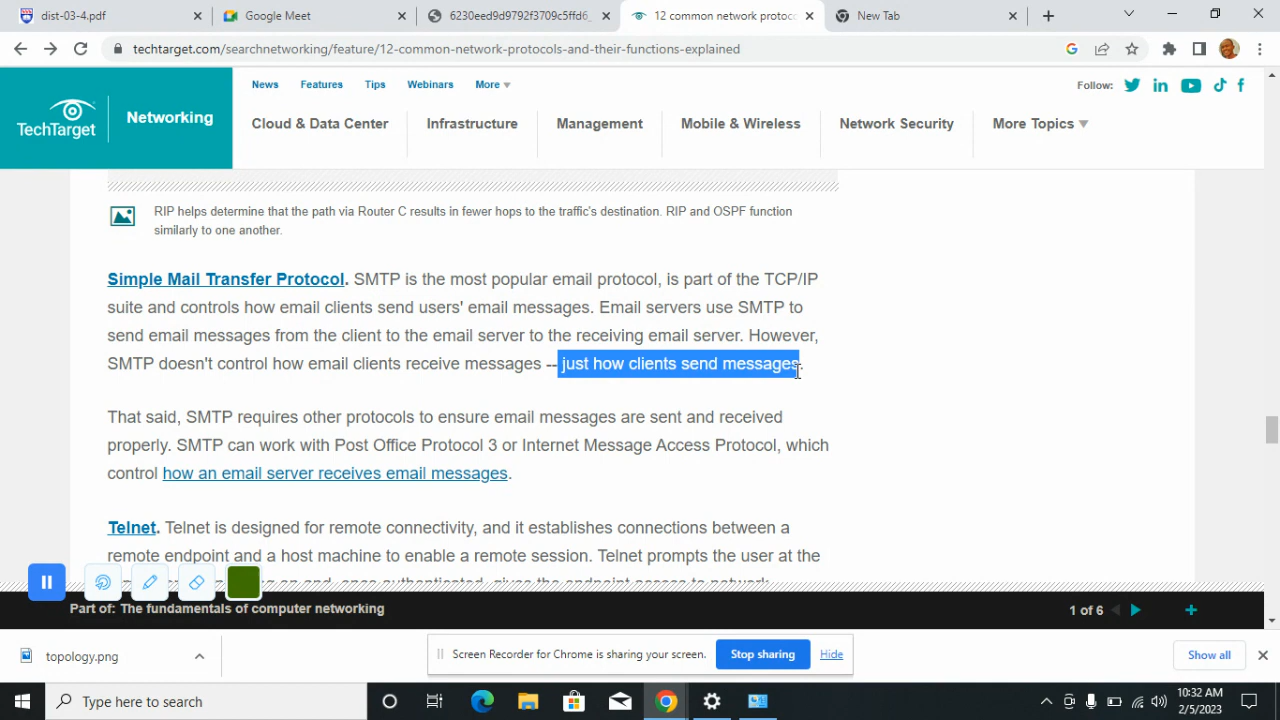 dist-03-4.pdf
Google Meet
6230eed9d9792f3709c5ffd6_
12 common network protoco
New Tab
techtarget.com/searchnetworking/feature/12-common-network-protocols-and-their-functions-explained
TechTarget
Networking
News Features Tips Webinars More
Follow:
Cloud & Data Center Infrastructure Management Mobile & Wireless Network Security More Topics
RIP helps determine that the path via Router C results in fewer hops to the traffic's destination. RIP and OSPF function
similarly to one another.
Simple Mail Transfer Protocol. SMTP is the most popular email protocol, is part of the TCP/IP
suite and controls how email clients send users' email messages. Email servers use SMTP to
send email messages from the client to the email server to the receiving email server. However,
SMTP doesn't control how email clients receive messages -- just how clients send messages.
That said, SMTP requires other protocols to ensure email messages are sent and received
properly. SMTP can work with Post Office Protocol 3 or Internet Message Access Protocol, which
control how an email server receives email messages.
Telnet. Telnet is designed for remote connectivity, and it establishes connections between a
remote endpoint and a host machine to enable a remote session. Telnet prompts the user at the
Part of: The fundamentals of computer networking
1 of 6
topology.png
Screen Recorder for Chrome is sharing your screen.
Stop sharing
Hide
Show all
Type here to search
10:32 AM
2/5/2023